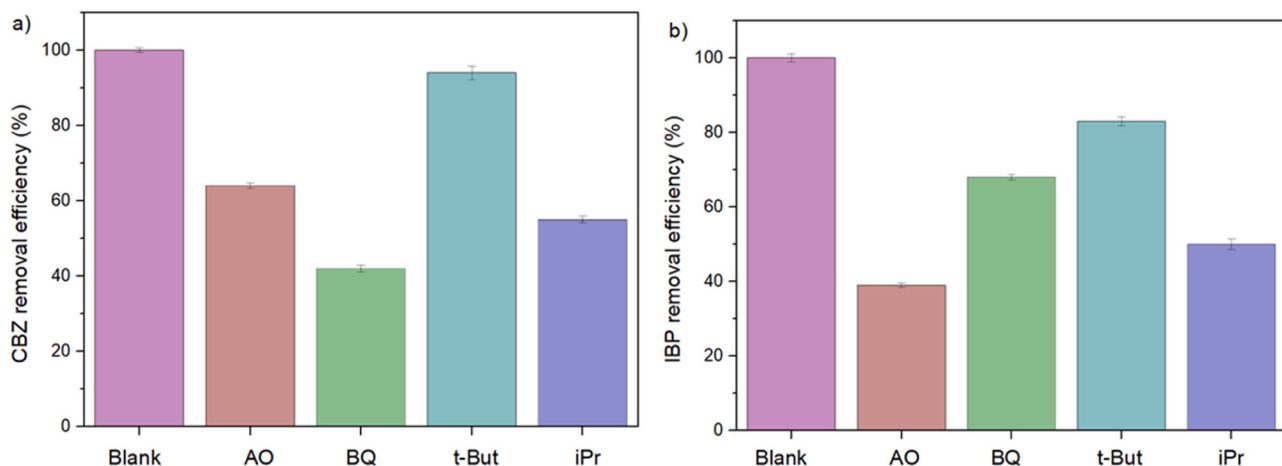 a)
CBZ removal efficiency (%)
100
80
60
40
20
0
Blank AO BQ t-But iPr
b)
IBP removal efficiency (%)
100
80
60
40
20
0
Blank AO BQ t-But iPr